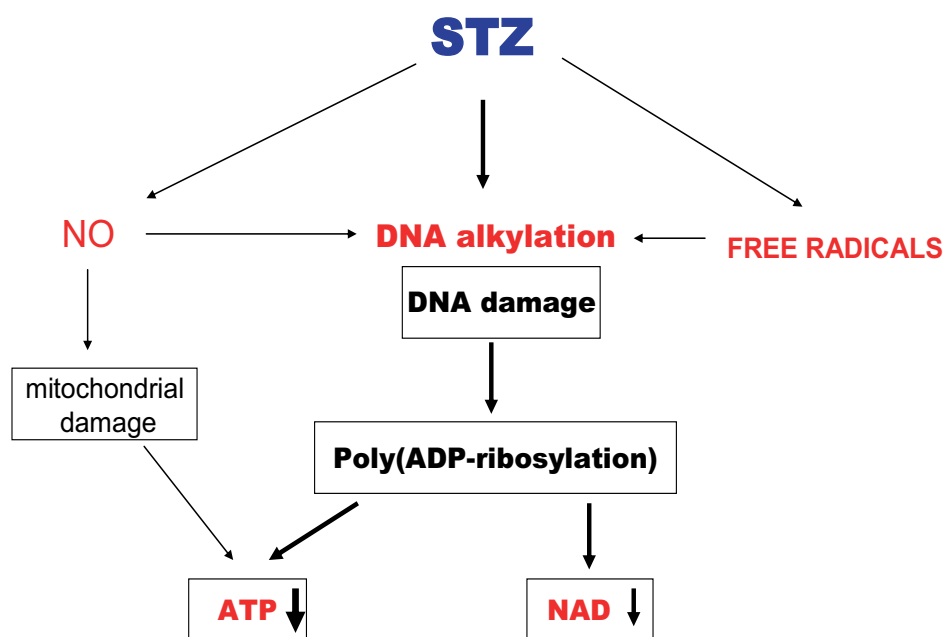 STZ
NO
DNA alkylation
FREE RADICALS
DNA damage
mitochondrial
damage
Poly(ADP-ribosylation)
ATP
NAD